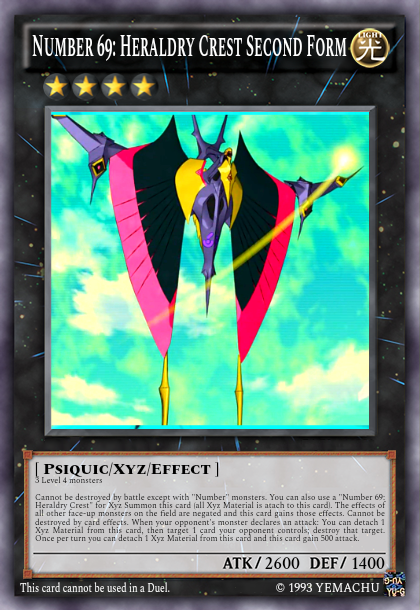 Number 69: Heraldry Crest Second Form
LIGHT
光
[ Psiquic/Xyz/Effect ]
3 Level 4 monsters
Cannot be destroyed by battle except with "Number" monsters. You can also use a "Number 69:
Heraldry Crest" for Xyz Summon this card (all Xyz Material is atach to this card). The effects of
all other face-up monsters on the field are negated and this card gains those effects. Cannot be
destroyed by card effects. When your opponent's monster declares an attack: You can detach 1
Xyz Material from this card, then target 1 card your opponent controls; destroy that target.
Once per turn you can detach 1 Xyz Material from this card and this card gain 500 attack.
ATK / 2600 DEF / 1400
This card cannot be used in a Duel.
© 1993 YEMACHU